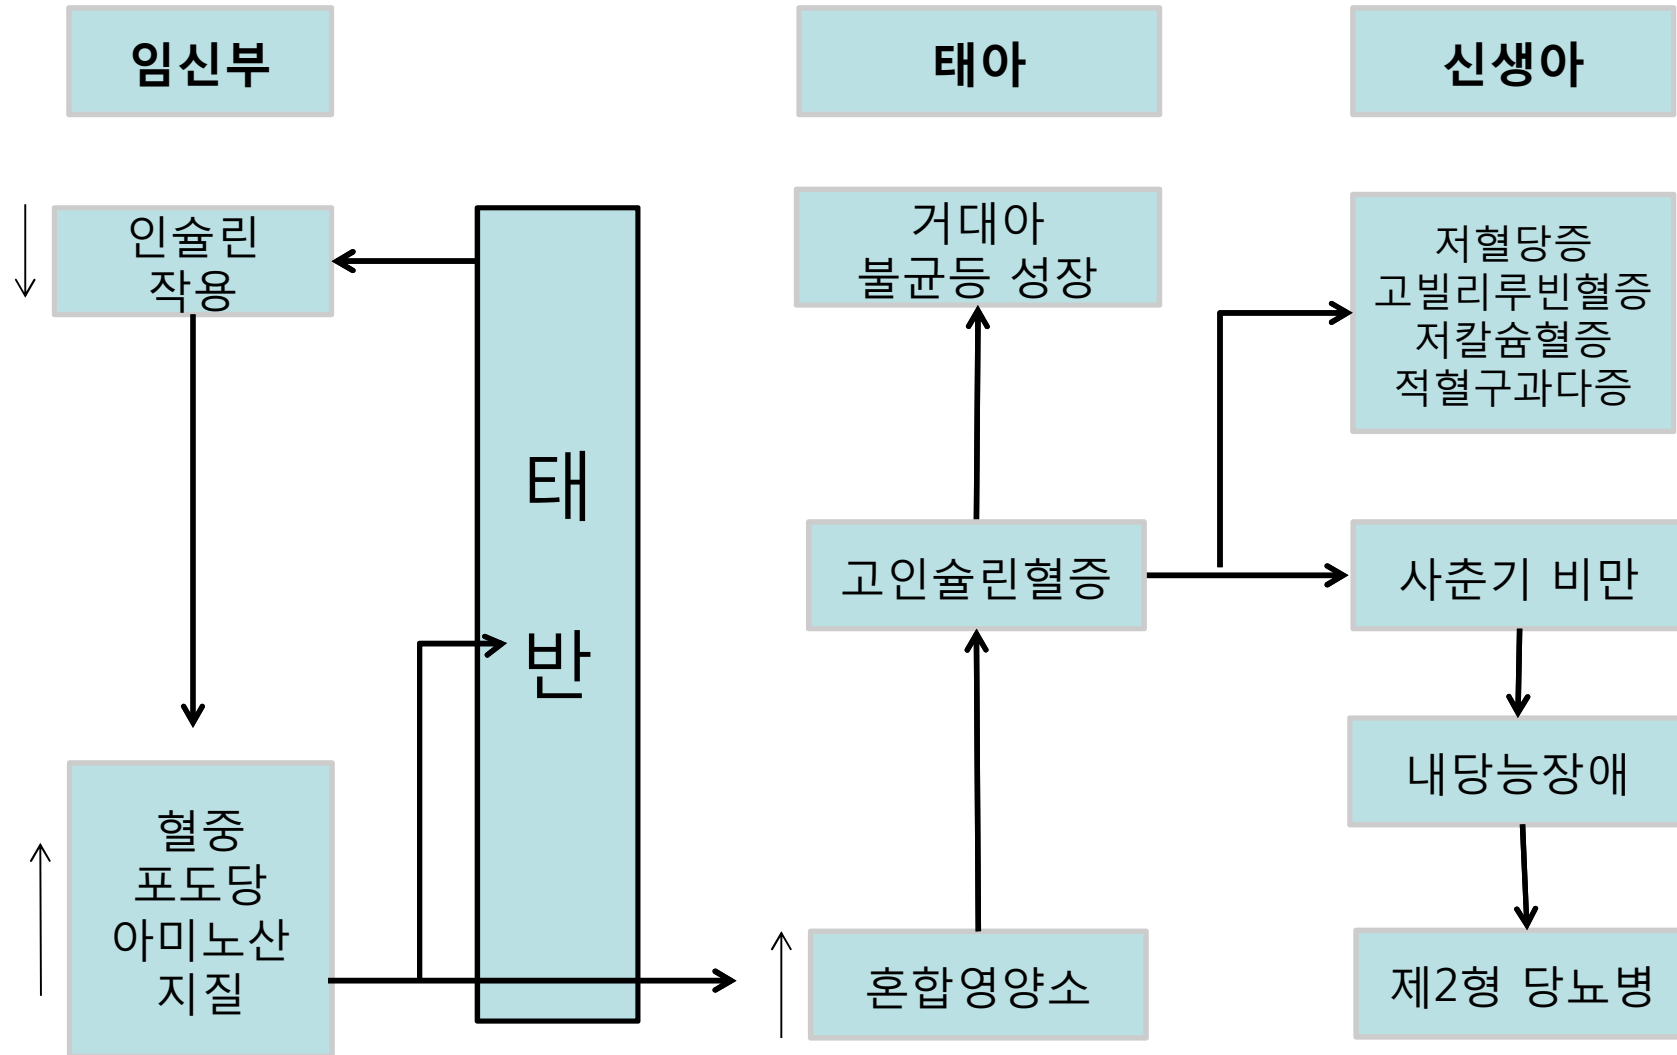 임신부
태아
신생아
인슐린
작용
태
반
혈중
포도당
아미노산
지질
거대아
불균등 성장
고인슐린혈증
혼합영양소
저혈당증
고빌리루빈혈증
저칼슘혈증
적혈구과다증
사춘기 비만
내당능장애
제2형 당뇨병